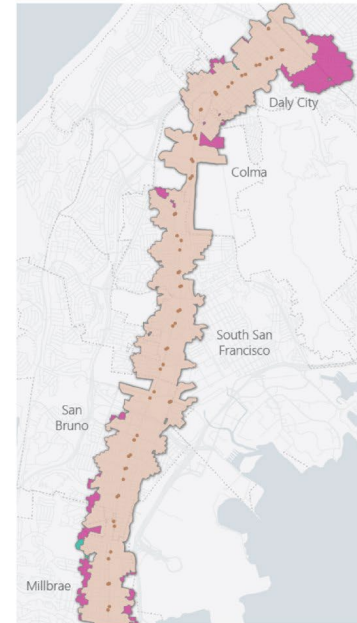 Daly City
Colma
South San
Francisco
San
Bruno
Millbrae